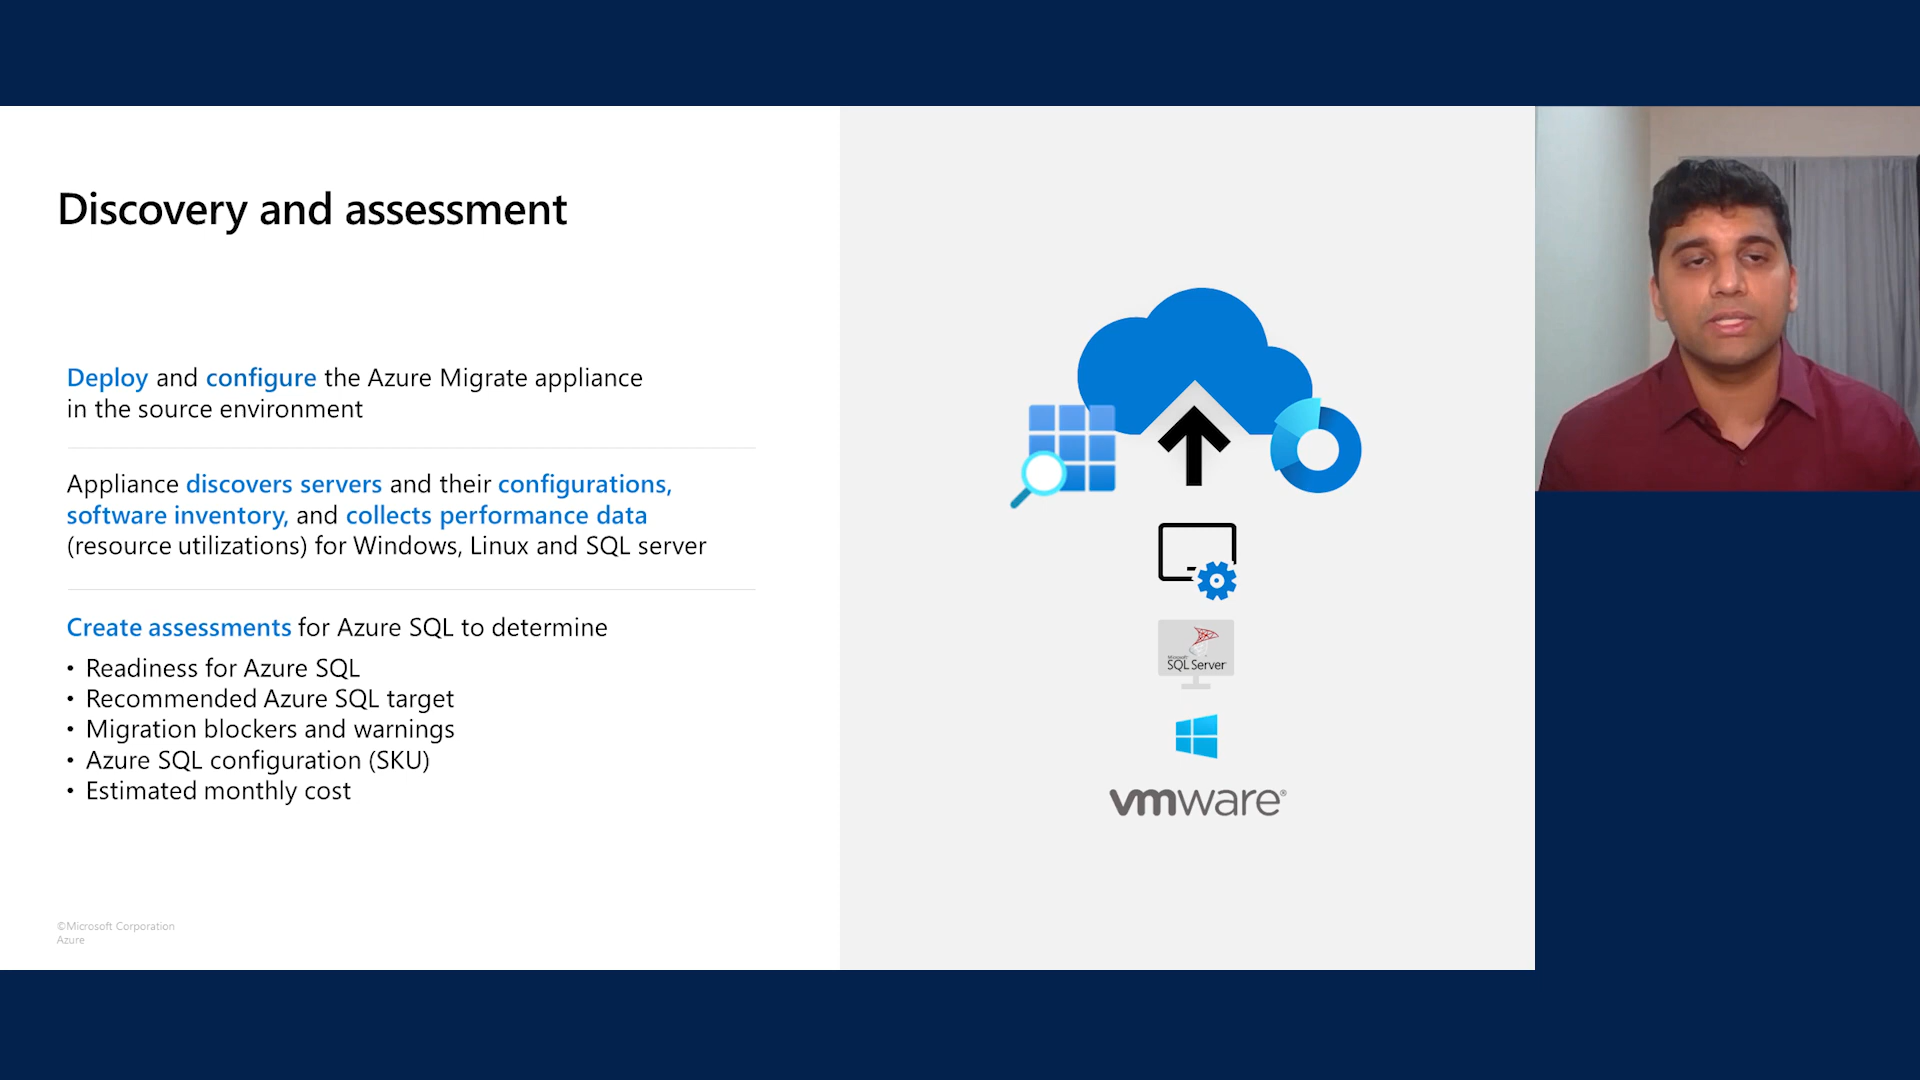 Discovery and assessment
Deploy and configure the Azure Migrate appliance
in the source environment
Appliance discovers servers and their configurations,
software inventory, and collects performance data
(resource utilizations) for Windows, Linux and SQL server
Create assessments for Azure SQL to determine
• Readiness for Azure SQL
• Recommended Azure SQL target
• Migration blockers and warnings
• Azure SQL configuration (SKU)
• Estimated monthly cost
©Microsoft Corporation
Azure
Microsoft
SQL Server
vmware®